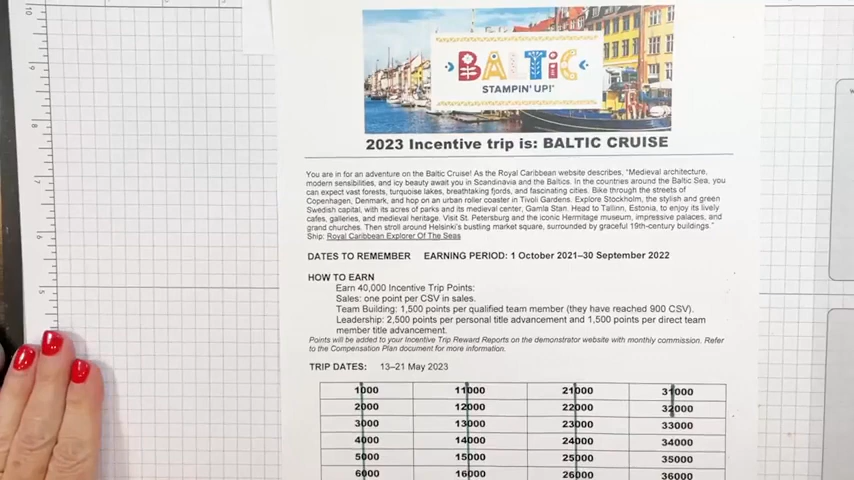 BALTIC
STAMPIN' UP!®
2023 Incentive trip is: BALTIC CRUISE
You are in for an adventure on the Baltic Cruise! As the Royal Caribbean website describes, "Medieval architecture,
modern sensibilities, and icy beauty await you in Scandinavia and the Baltics. In the countries around the Baltic Sea, you
can expect vast forests, turquoise lakes, breathtaking fjords, and fascinating cities. Bike through the streets of
Copenhagen, Denmark, and hop on an urban roller coaster in Tivoli Gardens. Explore Stockholm, the stylish and green
Swedish capital, with its acres of parks and its medieval center, Gamla Stan. Head to Tallinn, Estonia, to enjoy its lively
cafes, galleries, and medieval heritage. Visit St. Petersburg and the iconic Hermitage museum, impressive palaces, and
grand churches. Then stroll around Helsinki's busting market square, surrounded by graceful 19th-century buildings."
Ship: Royal Caribbean Explorer Of The Seas
DATES TO REMEMBER EARNING PERIOD: 1 October 2021–30 September 2022
HOW TO EARN
Earn 40,000 Incentive Trip Points:
Sales: one point per CSV in sales.
Team Building: 1,500 points per qualified team member (they have reached 900 CSV).
Leadership: 2,500 points per personal title advancement and 1,500 points per direct team
member title advancement.
Points will be added to your Incentive Trip Reward Reports on the demonstrator website with monthly commission. Refer
to the Compensation Plan document for more information.
TRIP DATES: 13–21 May 2023
1000 11000 21000 31000
2000 12000 22000 32000
3000 13000 23000 33000
4000 14000 24000 34000
5000 15000 25000 35000
6000 16000 26000 36000
10
9
8
7
6
5